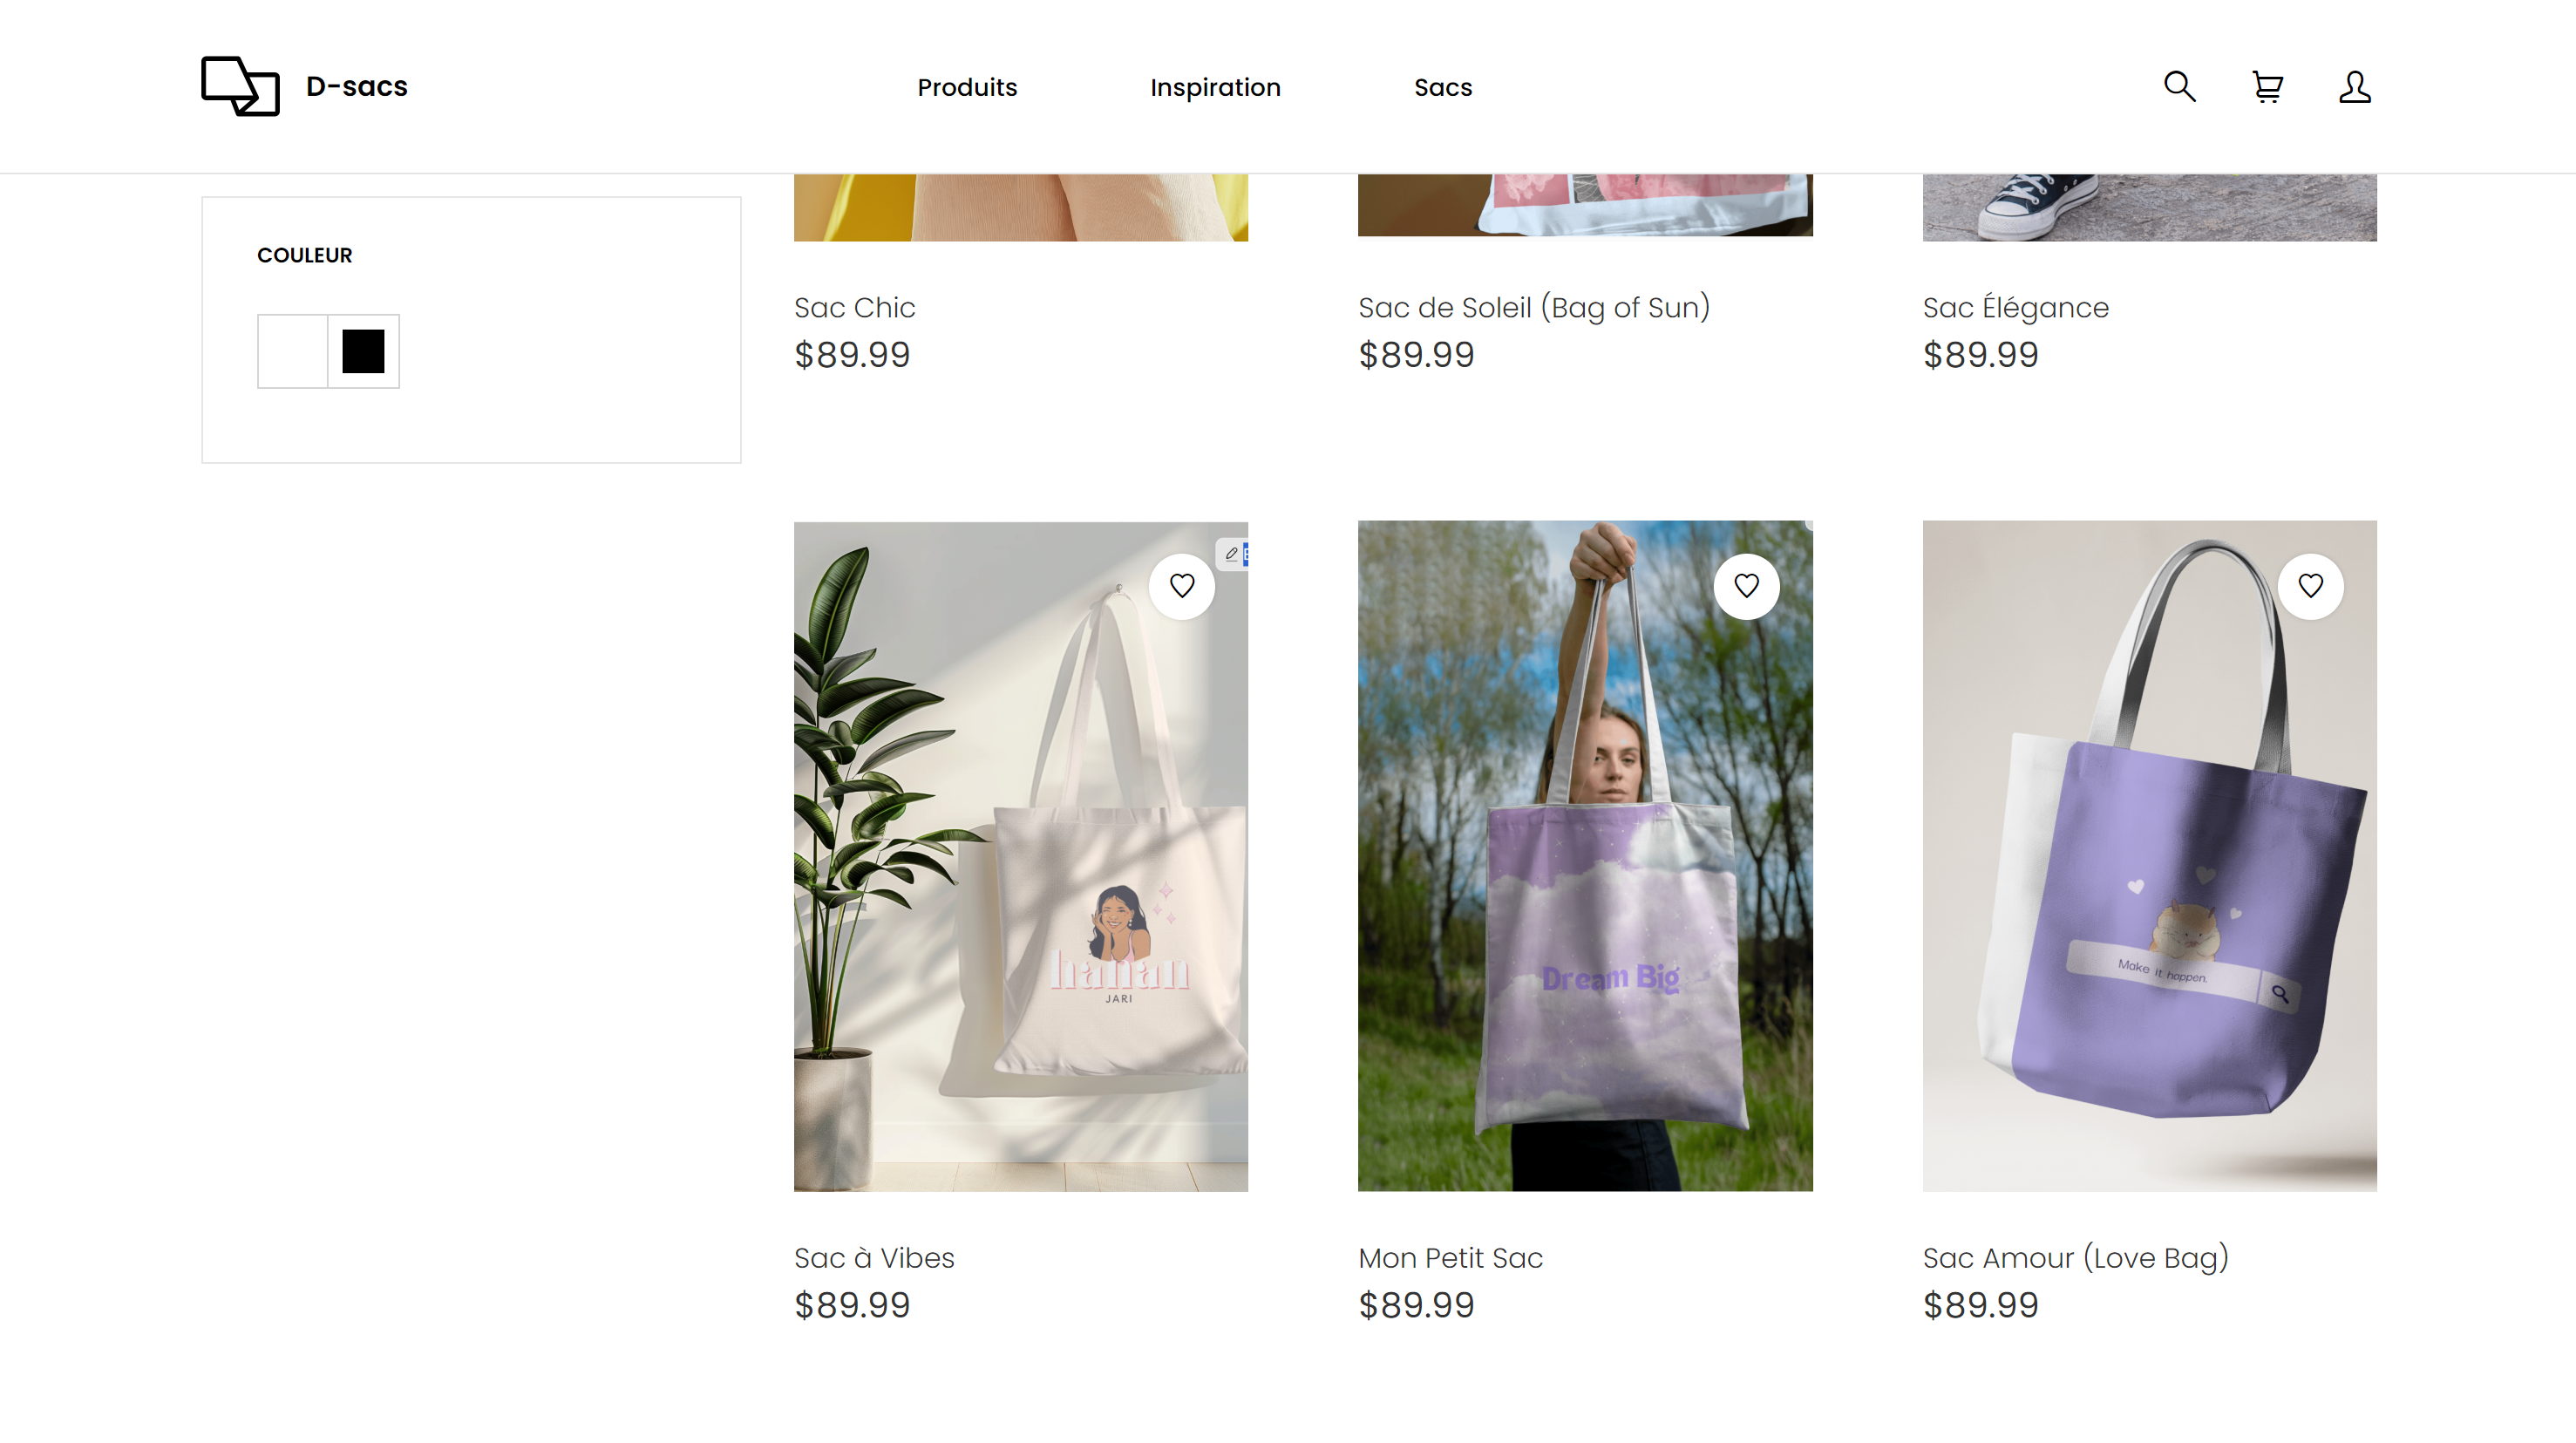 D-sacs
Produits
Inspiration
Sacs
COULEUR
Sac Chic
$89.99
Sac de Soleil (Bag of Sun)
$89.99
Sac Élégance
$89.99
hanan
JARI
Dream Big
Make it happen.
Sac à Vibes
$89.99
Mon Petit Sac
$89.99
Sac Amour (Love Bag)
$89.99